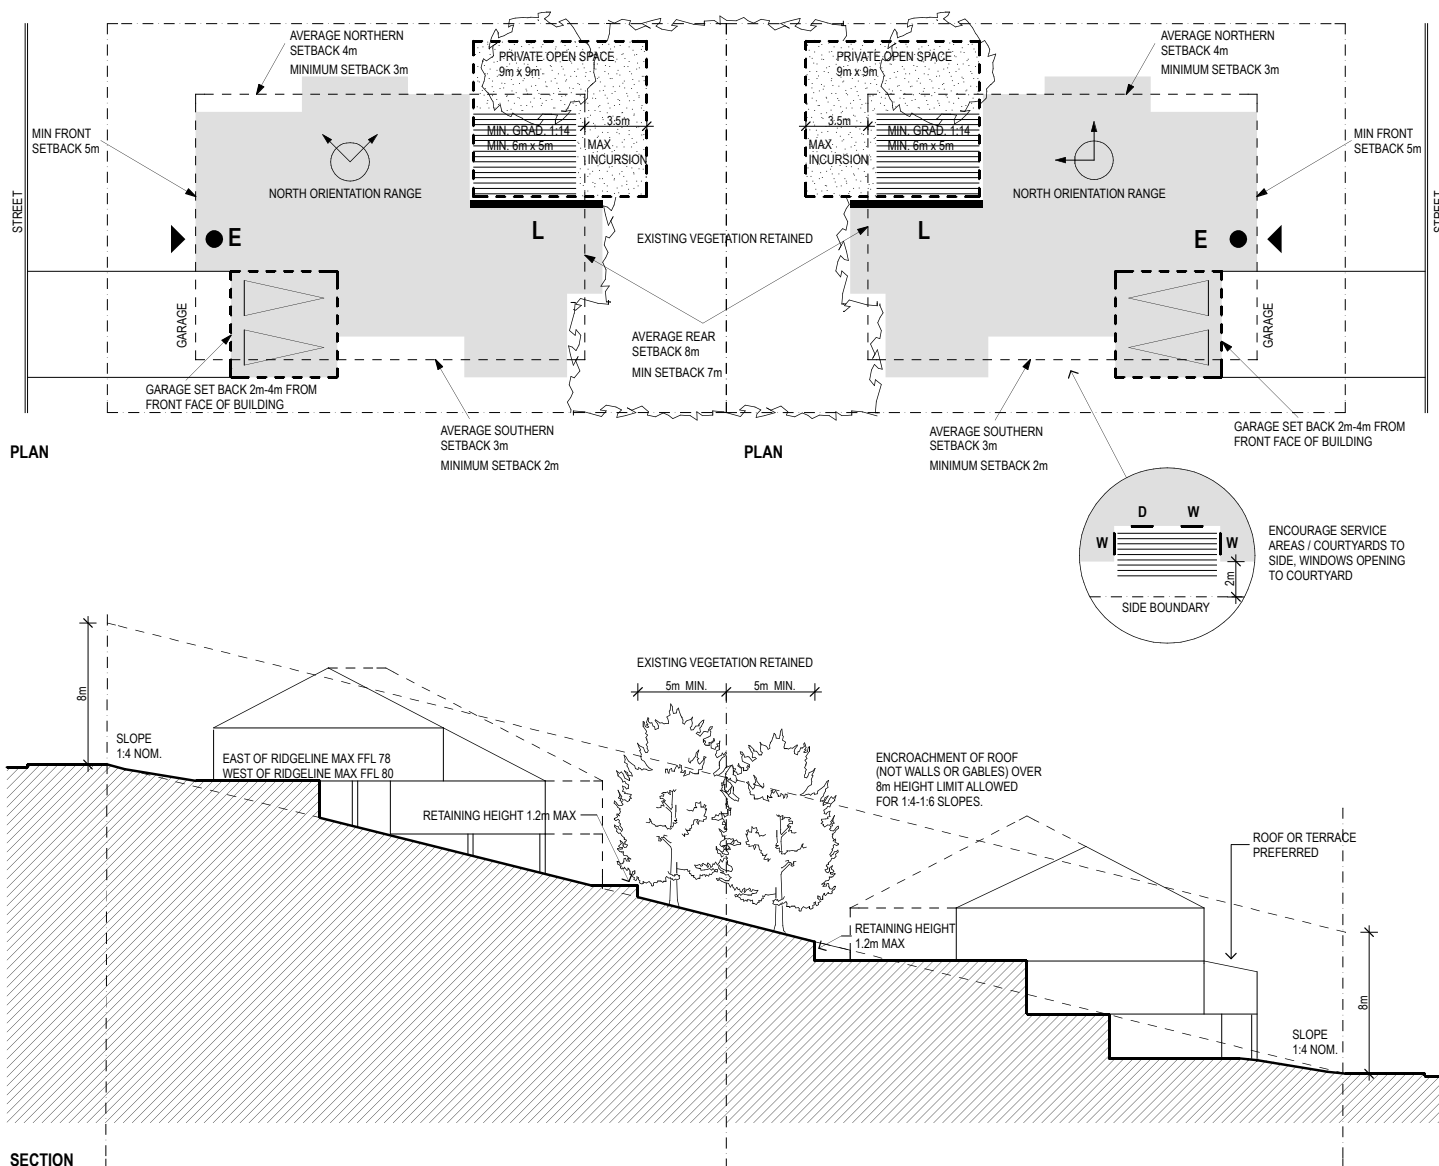 AVERAGE NORTHERN
SETBACK 4m
MINIMUM SETBACK 3m
PRIVATE OPEN SPACE
9m x 9m
MIN. GRAD. 1:14
MIN. 6m x 5m
3.5m
MAX
INCURSION
MIN FRONT
SETBACK 5m
NORTH ORIENTATION RANGE
STREET
E
L
GARAGE
GARAGE SET BACK 2m-4m FROM
FRONT FACE OF BUILDING
AVERAGE SOUTHERN
SETBACK 3m
MINIMUM SETBACK 2m
PLAN
EXISTING VEGETATION RETAINED
AVERAGE REAR
SETBACK 8m
MIN SETBACK 7m
PRIVATE OPEN SPACE
9m x 9m
AVERAGE NORTHERN
SETBACK 4m
MINIMUM SETBACK 3m
3.5m
MIN. GRAD. 1:14
MIN. 6m x 5m
MAX
INCURSION
MIN FRONT
SETBACK 5m
NORTH ORIENTATION RANGE
STREET
L
E
GARAGE
GARAGE SET BACK 2m-4m FROM
FRONT FACE OF BUILDING
AVERAGE SOUTHERN
SETBACK 3m
MINIMUM SETBACK 2m
PLAN
D
W
W
W
2m
SIDE BOUNDARY
ENCOURAGE SERVICE
AREAS / COURTYARDS TO
SIDE, WINDOWS OPENING
TO COURTYARD
8m
SLOPE
1:4 NOM.
EAST OF RIDGELINE MAX FFL 78
WEST OF RIDGELINE MAX FFL 80
RETAINING HEIGHT 1.2m MAX
EXISTING VEGETATION RETAINED
5m MIN.
5m MIN.
ENCROACHMENT OF ROOF
(NOT WALLS OR GABLES) OVER
8m HEIGHT LIMIT ALLOWED
FOR 1:4-1:6 SLOPES.
ROOF OR TERRACE
PREFERRED
RETAINING HEIGHT
1.2m MAX
8m
SLOPE
1:4 NOM.
SECTION